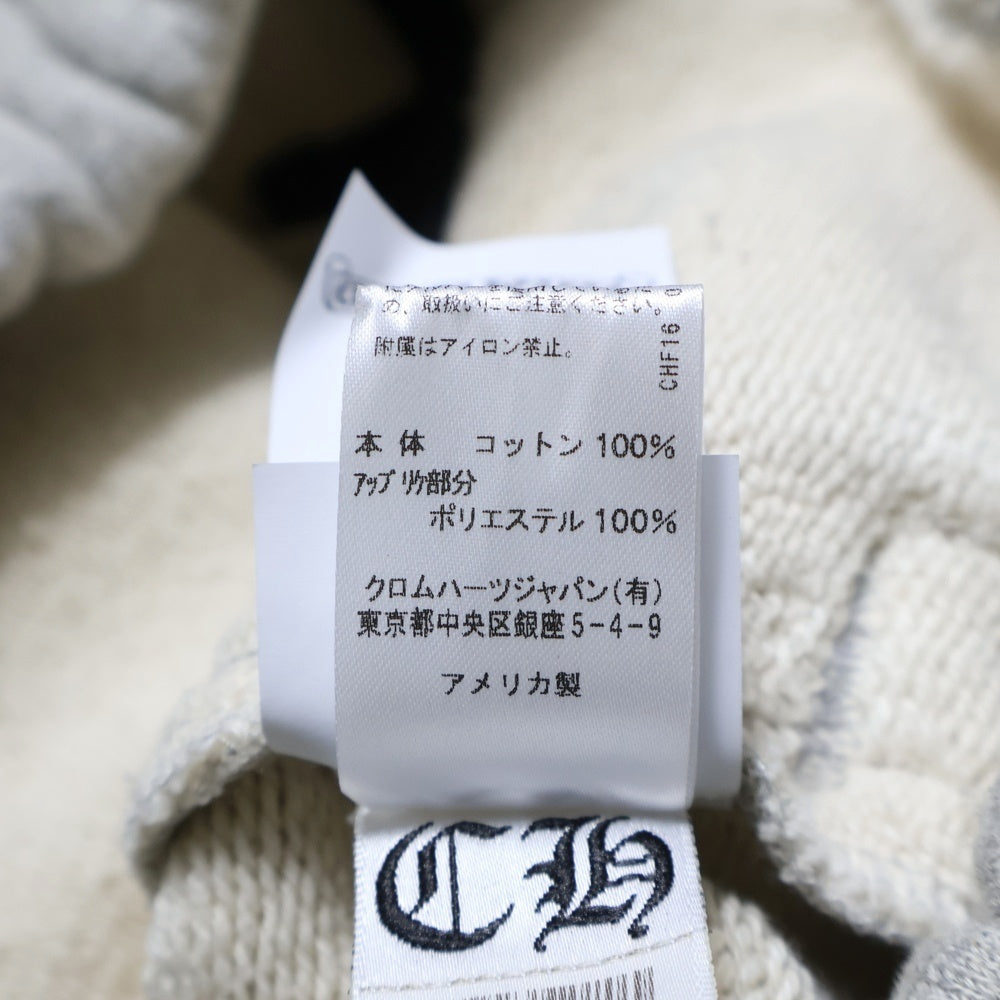 め、取扱いにご注意ください。
附属はアイロン禁止。
CHF16
本体 コットン 100%
アップリケ部分
ポリエステル 100%
クロムハーツジャパン(有)
東京都中央区銀座5-4-9
アメリカ製
CH